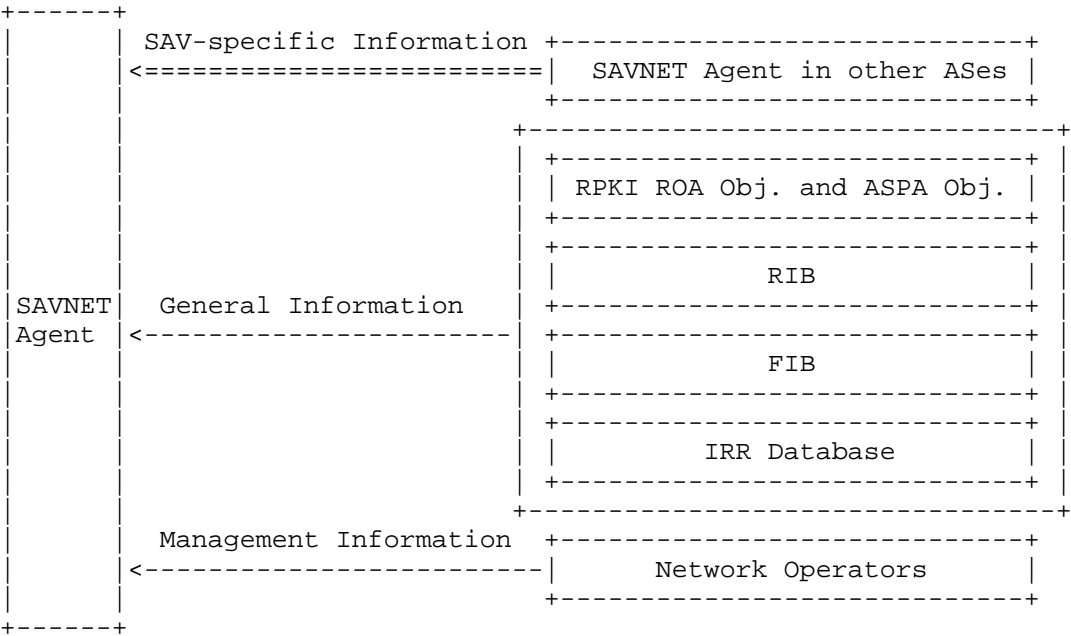 SAV-specific Information
SAVNET Agent in other ASes
RPKI ROA Obj. and ASPA Obj.
RIB
SAVNET
Agent
General Information
FIB
IRR Database
Management Information
Network Operators